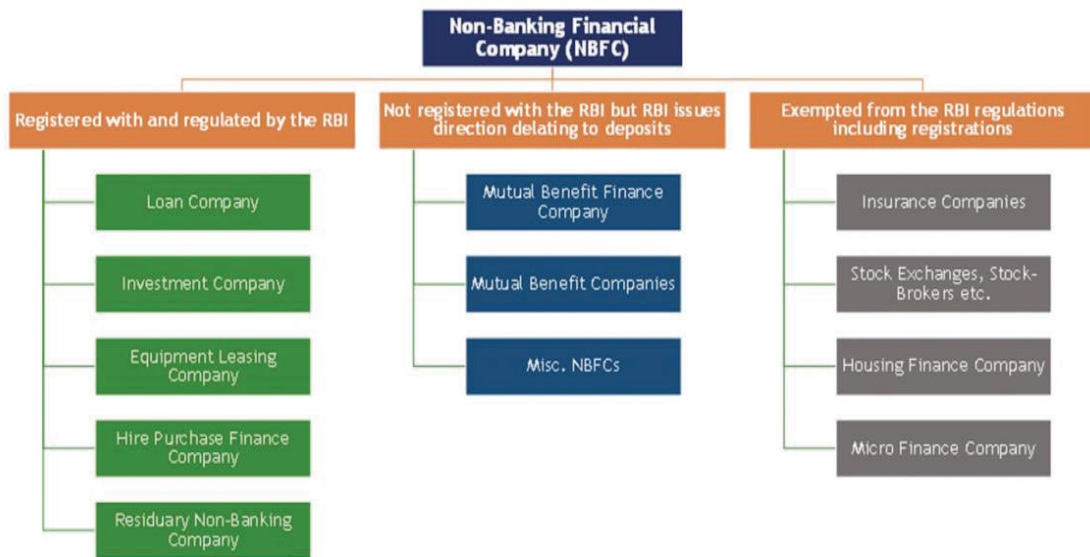 Non-Banking Financial
Company (NBFC)
Registered with and regulated by the RBI
Not registered with the RBI but RBI issues
direction delating to deposits
Exempted from the RBI regulations
including registrations
Loan Company
Investment Company
Equipment Leasing
Company
Hire Purchase Finance
Company
Residuary Non-Banking
Company
Mutual Benefit Finance
Company
Mutual Benefit Companies
Misc. NBFCs
Insurance Companies
Stock Exchanges, Stock-
Brokers etc.
Housing Finance Company
Micro Finance Company